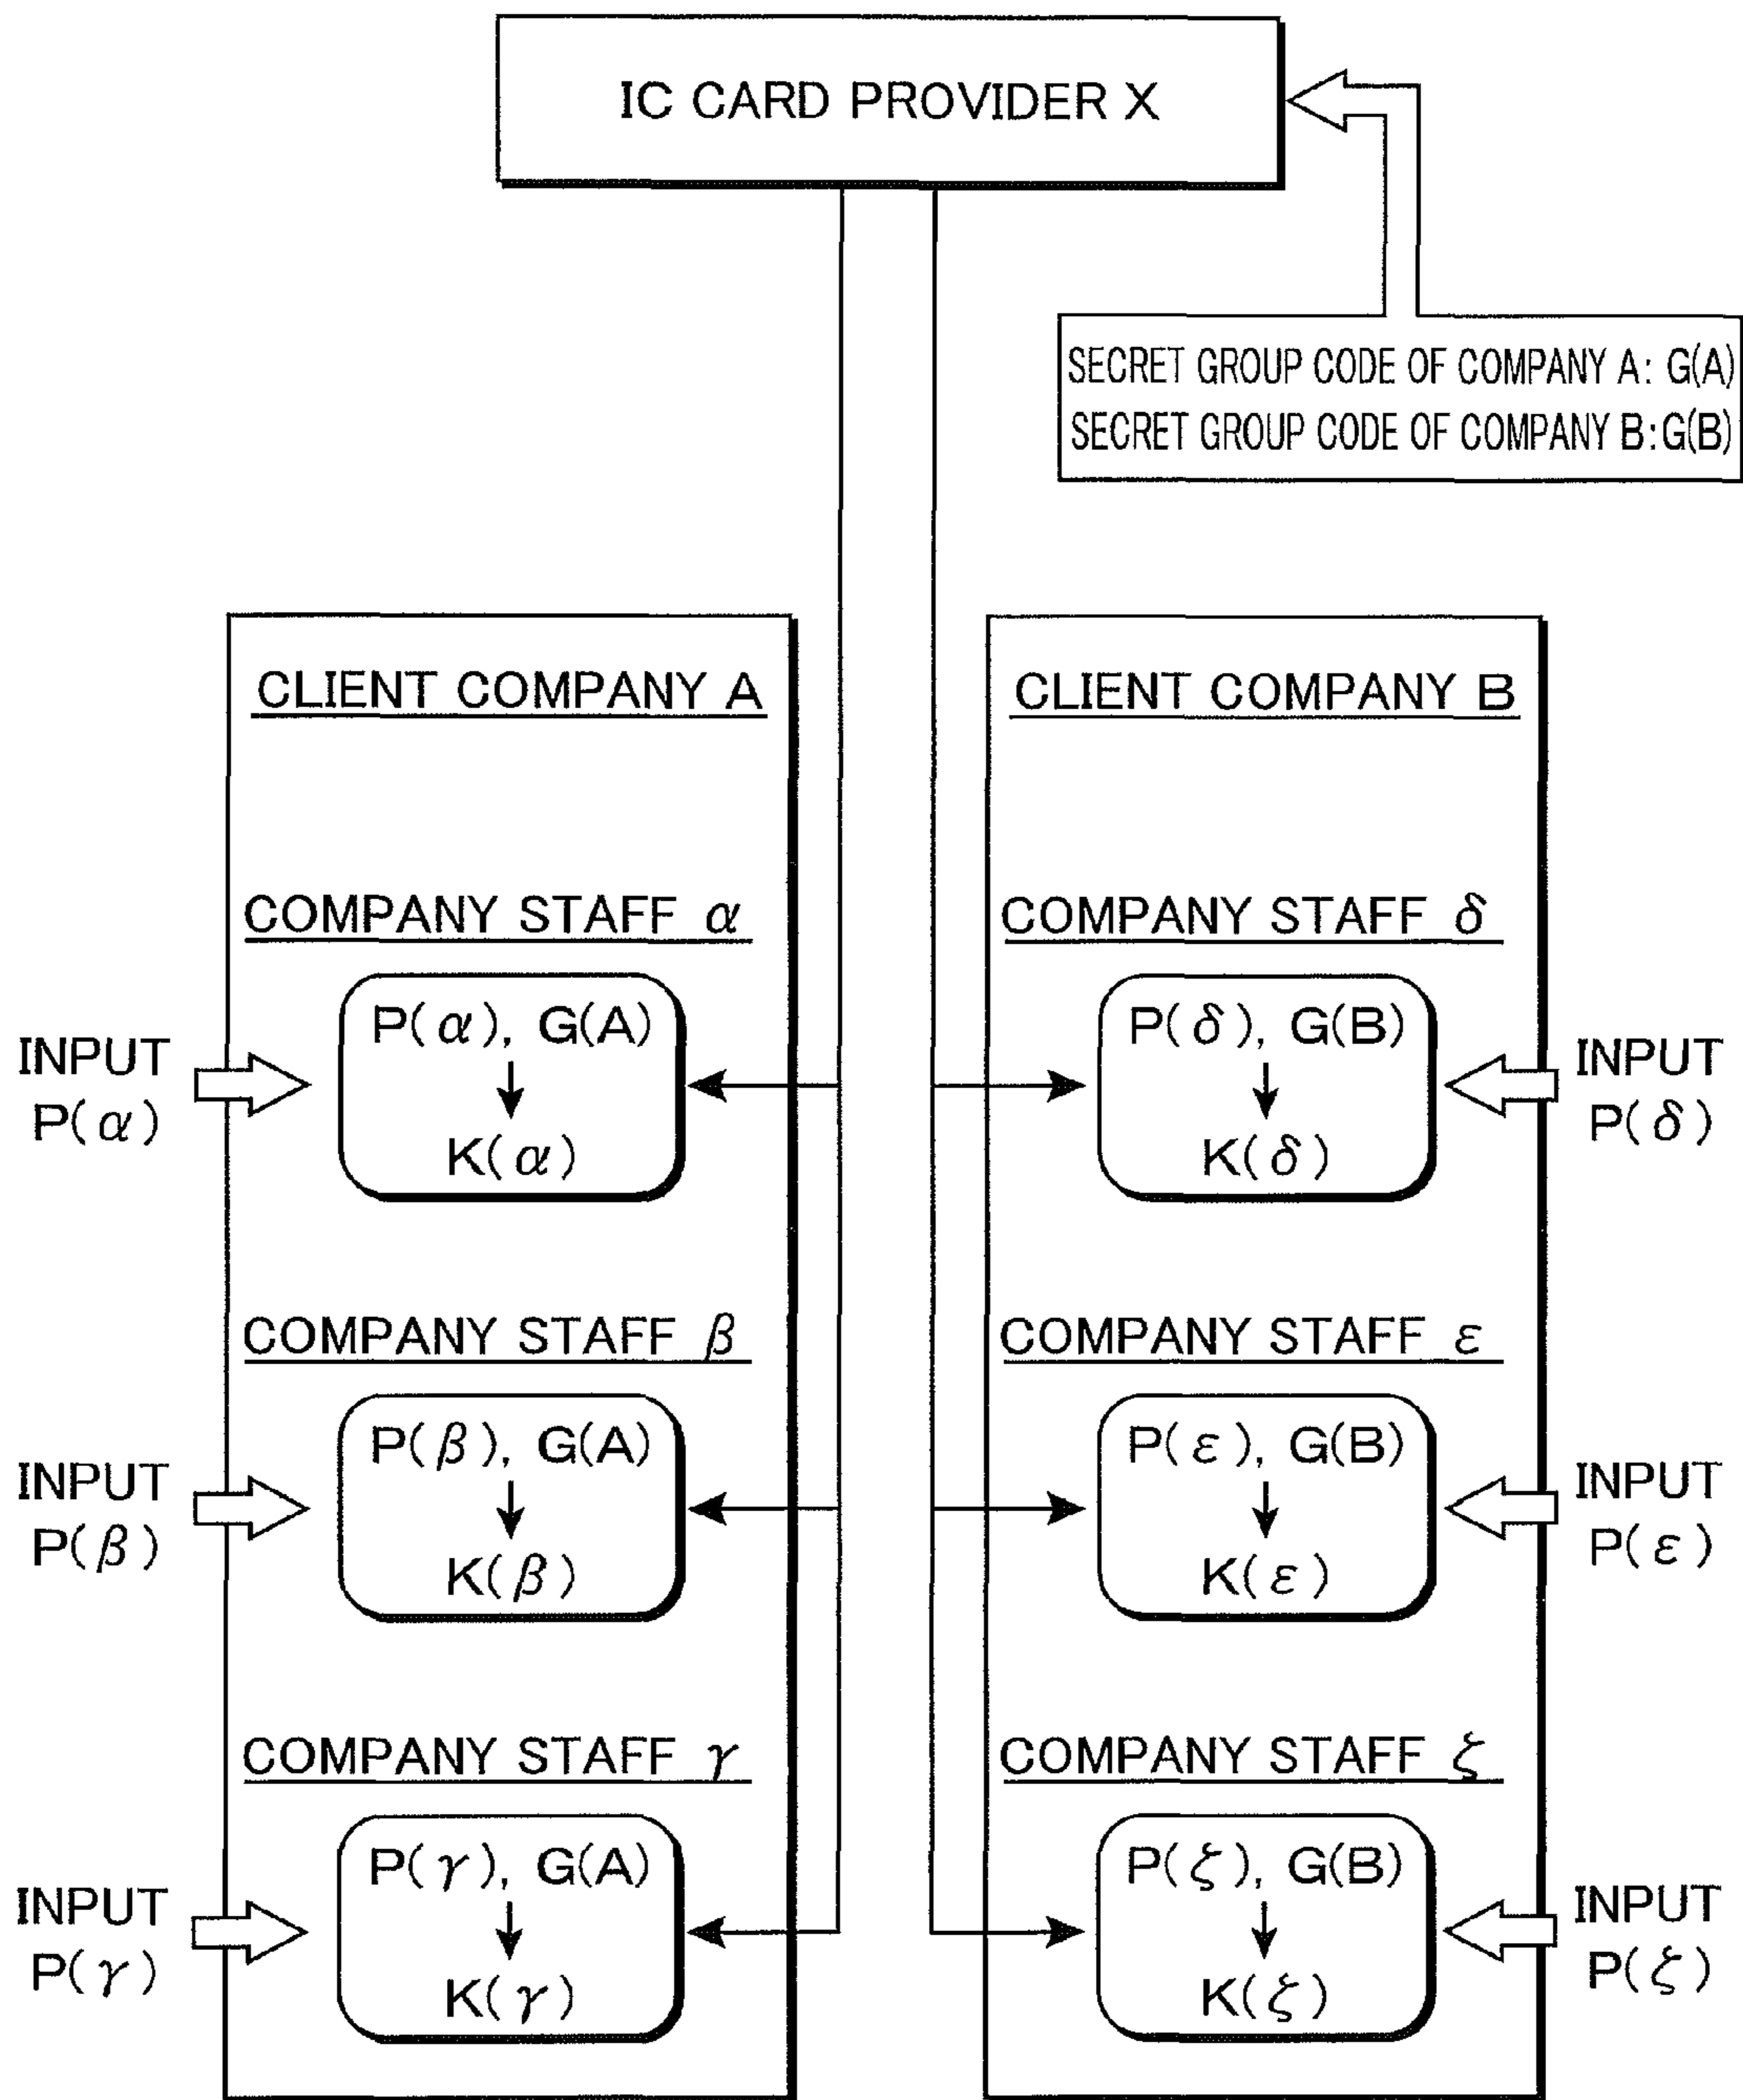 IC CARD PROVIDER X
SECRET GROUP CODE OF COMPANY A: G(A)
SECRET GROUP CODE OF COMPANY B:G(B)
CLIENT COMPANY A
COMPANY STAFF α
INPUT
P(α)
P(α), G(A)
K(α)
COMPANY STAFF β
INPUT
P(β)
P(β), G(A)
K(β)
COMPANY STAFF γ
INPUT
P(γ)
P(γ), G(A)
K(γ)
CLIENT COMPANY B
COMPANY STAFF δ
P(δ), G(B)
K(δ)
INPUT
P(δ)
COMPANY STAFF ε
P(ε), G(B)
K(ε)
INPUT
P(ε)
COMPANY STAFF ζ
P(ζ), G(B)
K(ζ)
INPUT
P(ζ)